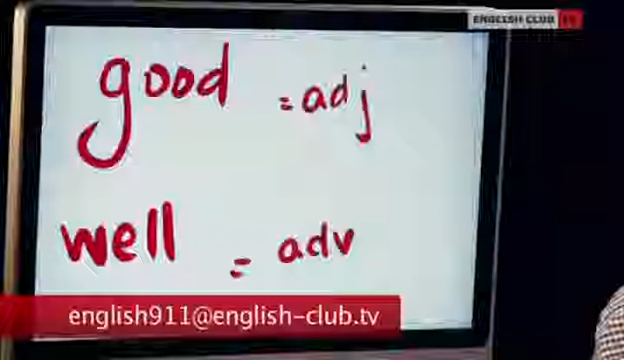 ENGLISH CLUB TV
good = adj
well = adv
english911@english-club.tv